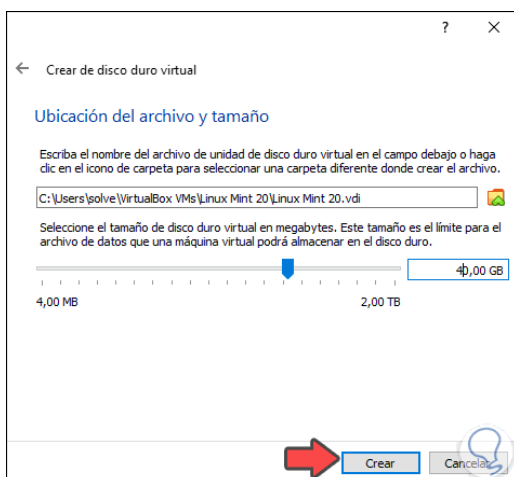 ?
Crear de disco duro virtual
Ubicación del archivo y tamaño
Escriba el nombre del archivo de unidad de disco duro virtual en el campo debajo o haga
clic en el icono de carpeta para seleccionar una carpeta diferente donde crear el archivo.
C:\Users\solve\VirtualBox VMs\Linux Mint 20\Linux Mint 20.vdi
Seleccione el tamaño de disco duro virtual en megabytes. Este tamaño es el límite para el
archivo de datos que una máquina virtual podrá almacenar en el disco duro.
40,00 GB
4,00 MB 2,00 TB
Crear Cancelar